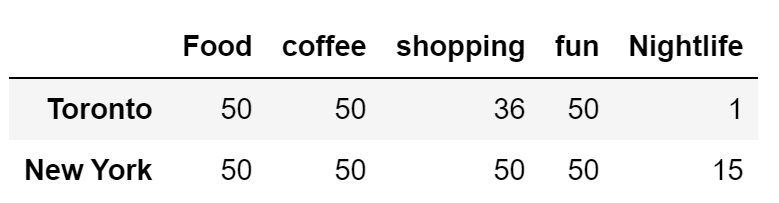 Food coffee shopping fun Nightlife
Toronto 50 50 36 50 1
New York 50 50 50 50 15